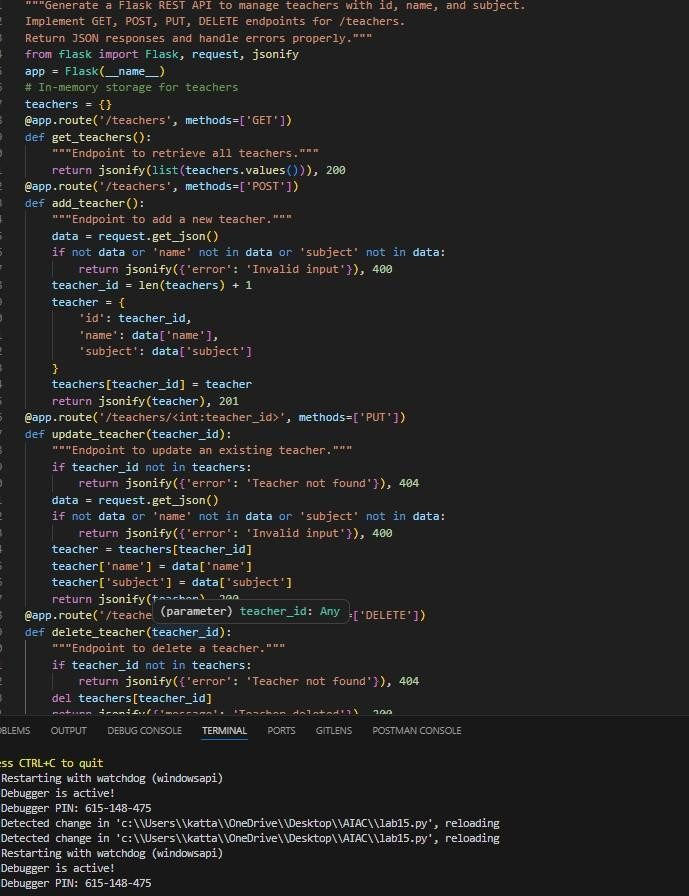 """Generate a Flask REST API to manage teachers with id, name, and subject.
Implement GET, POST, PUT, DELETE endpoints for /teachers.
Return JSON responses and handle errors properly."""
from flask import Flask, request, jsonify
app = Flask(__name__)
# In-memory storage for teachers
teachers = {}
@app.route('/teachers', methods=['GET'])
def get_teachers():
    """Endpoint to retrieve all teachers."""
    return jsonify(list(teachers.values())), 200
@app.route('/teachers', methods=['POST'])
def add_teacher():
    """Endpoint to add a new teacher."""
    data = request.get_json()
    if not data or 'name' not in data or 'subject' not in data:
        return jsonify({'error': 'Invalid input'}), 400
    teacher_id = len(teachers) + 1
    teacher = {
        'id': teacher_id,
        'name': data['name'],
        'subject': data['subject']
    }
    teachers[teacher_id] = teacher
    return jsonify(teacher), 201
@app.route('/teachers/<int:teacher_id>', methods=['PUT'])
def update_teacher(teacher_id):
    """Endpoint to update an existing teacher."""
    if teacher_id not in teachers:
        return jsonify({'error': 'Teacher not found'}), 404
    data = request.get_json()
    if not data or 'name' not in data or 'subject' not in data:
        return jsonify({'error': 'Invalid input'}), 400
    teacher = teachers[teacher_id]
    teacher['name'] = data['name']
    teacher['subject'] = data['subject']
    return jsonify(teacher), 200
(parameter) teacher_id: Any
@app.route('/teache =['DELETE'])
def delete_teacher(teacher_id):
    """Endpoint to delete a teacher."""
    if teacher_id not in teachers:
        return jsonify({'error': 'Teacher not found'}), 404
    del teachers[teacher_id]
    return jsonify({'message': 'Teacher deleted'}), 200
OBLEMS OUTPUT DEBUG CONSOLE TERMINAL PORTS GITLENS POSTMAN CONSOLE
ess CTRL+C to quit
Restarting with watchdog (windowsapi)
Debugger is active!
Debugger PIN: 615-148-475
Detected change in 'c:\\Users\\katta\\OneDrive\\Desktop\\AIAC\\lab15.py', reloading
Detected change in 'c:\\Users\\katta\\OneDrive\\Desktop\\AIAC\\lab15.py', reloading
Restarting with watchdog (windowsapi)
Debugger is active!
Debugger PIN: 615-148-475